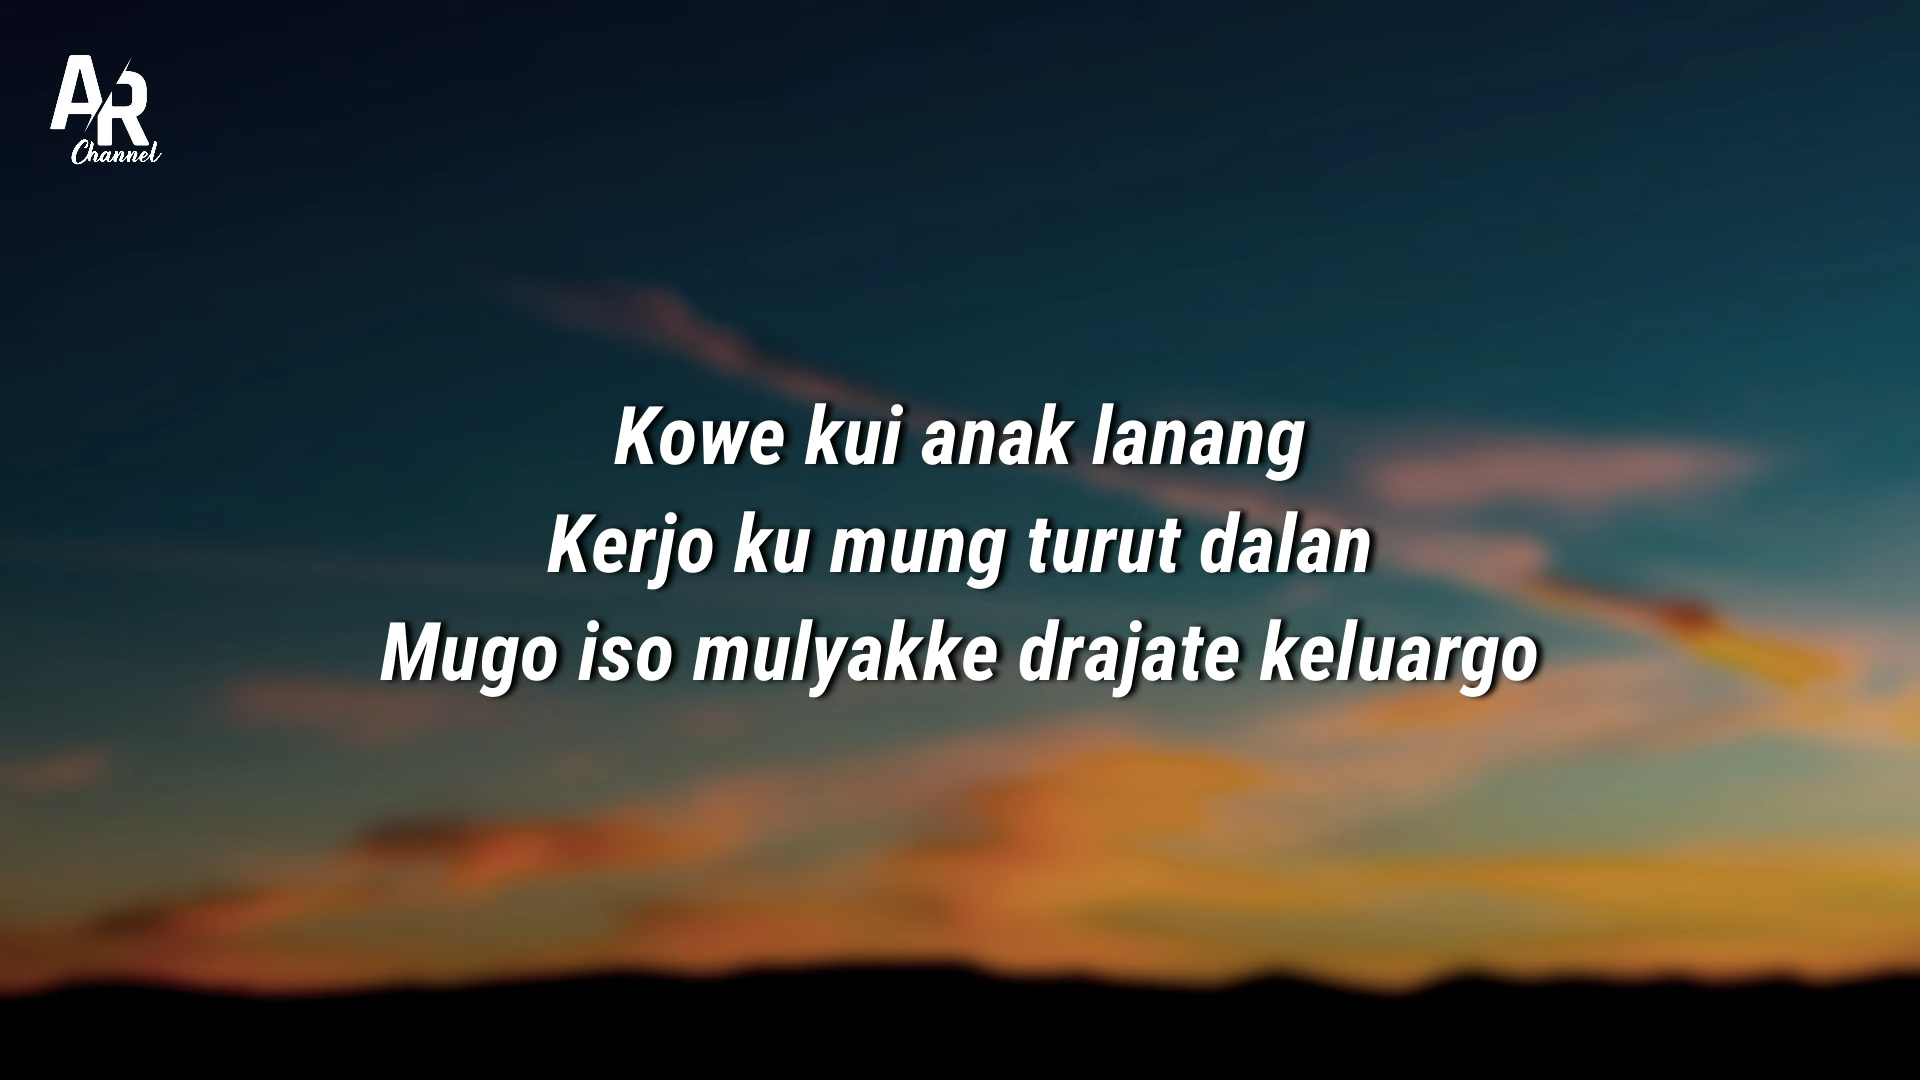 AR
Channel
Kowe kui anak lanang
Kerjo ku mung turut dalan
Mugo iso mulyakke drajate keluargo